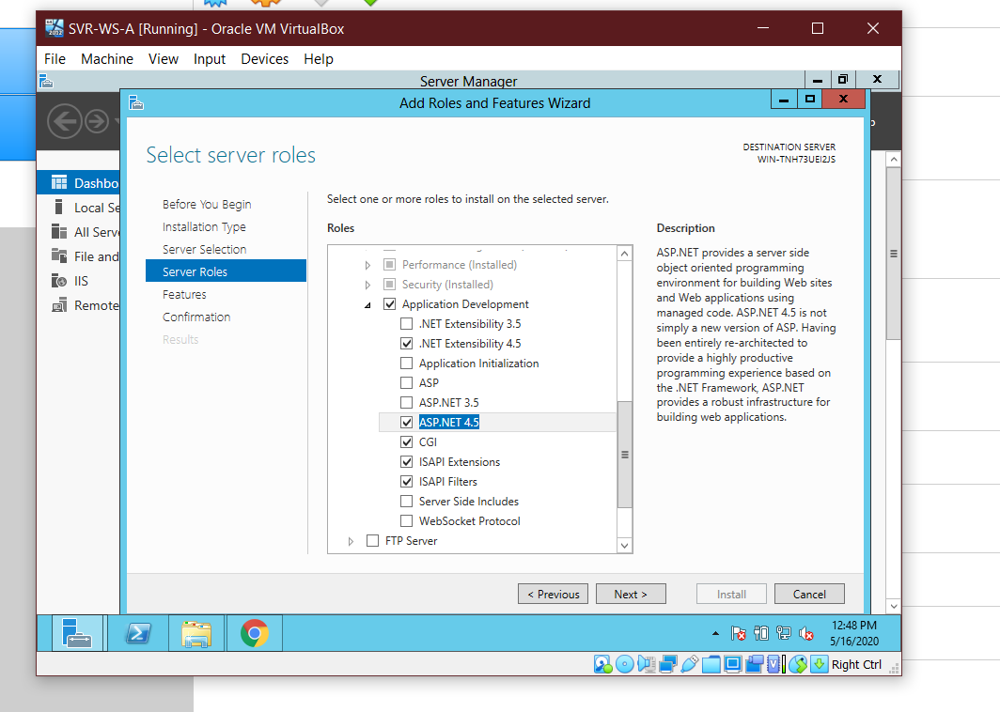 SVR-WS-A [Running] - Oracle VM VirtualBox
File Machine View Input Devices Help
Server Manager
Add Roles and Features Wizard
Select server roles
DESTINATION SERVER
WIN-TNH73UEI2JS
Dashbo
Local Se
All Serv
File and
IIS
Remote
Before You Begin
Installation Type
Server Selection
Server Roles
Features
Confirmation
Results
Select one or more roles to install on the selected server.
Roles
Performance (Installed)
Security (Installed)
Application Development
.NET Extensibility 3.5
.NET Extensibility 4.5
Application Initialization
ASP
ASP.NET 3.5
ASP.NET 4.5
CGI
ISAPI Extensions
ISAPI Filters
Server Side Includes
WebSocket Protocol
FTP Server
Description
ASP.NET provides a server side
object oriented programming
environment for building Web sites
and Web applications using
managed code. ASP.NET 4.5 is not
simply a new version of ASP. Having
been entirely re-architected to
provide a highly productive
programming experience based on
the .NET Framework, ASP.NET
provides a robust infrastructure for
building web applications.
< Previous
Next >
Install
Cancel
12:48 PM
5/16/2020
Right Ctrl